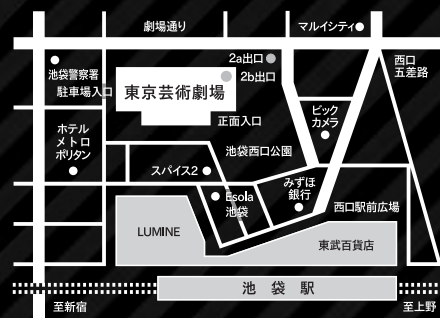 劇場通り
マルイシティ
2a出口
池袋警察署
2b出口
西口
五差路
駐車場入口
東京芸術劇場
正面入口
ビック
カメラ
ホテル
メトロ
ポリタン
池袋西口公園
スパイス2
Esola
池袋
みずほ
銀行
西口駅前広場
LUMINE
東武百貨店
池袋駅
至新宿
至上野